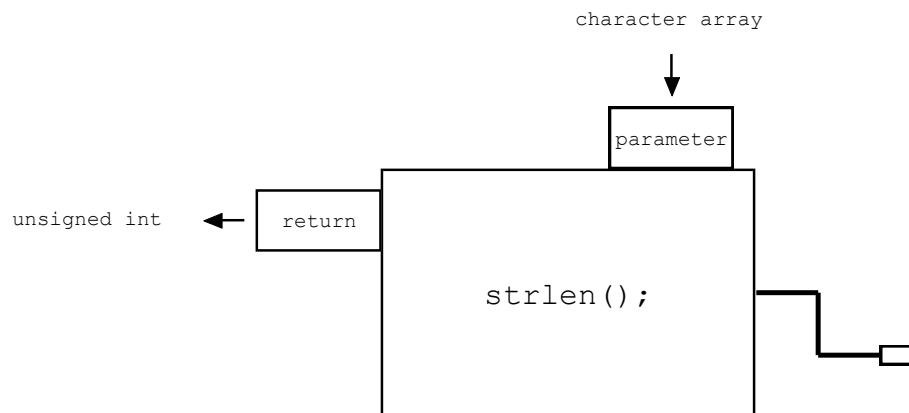 character array
parameter
unsigned int
return
strlen();